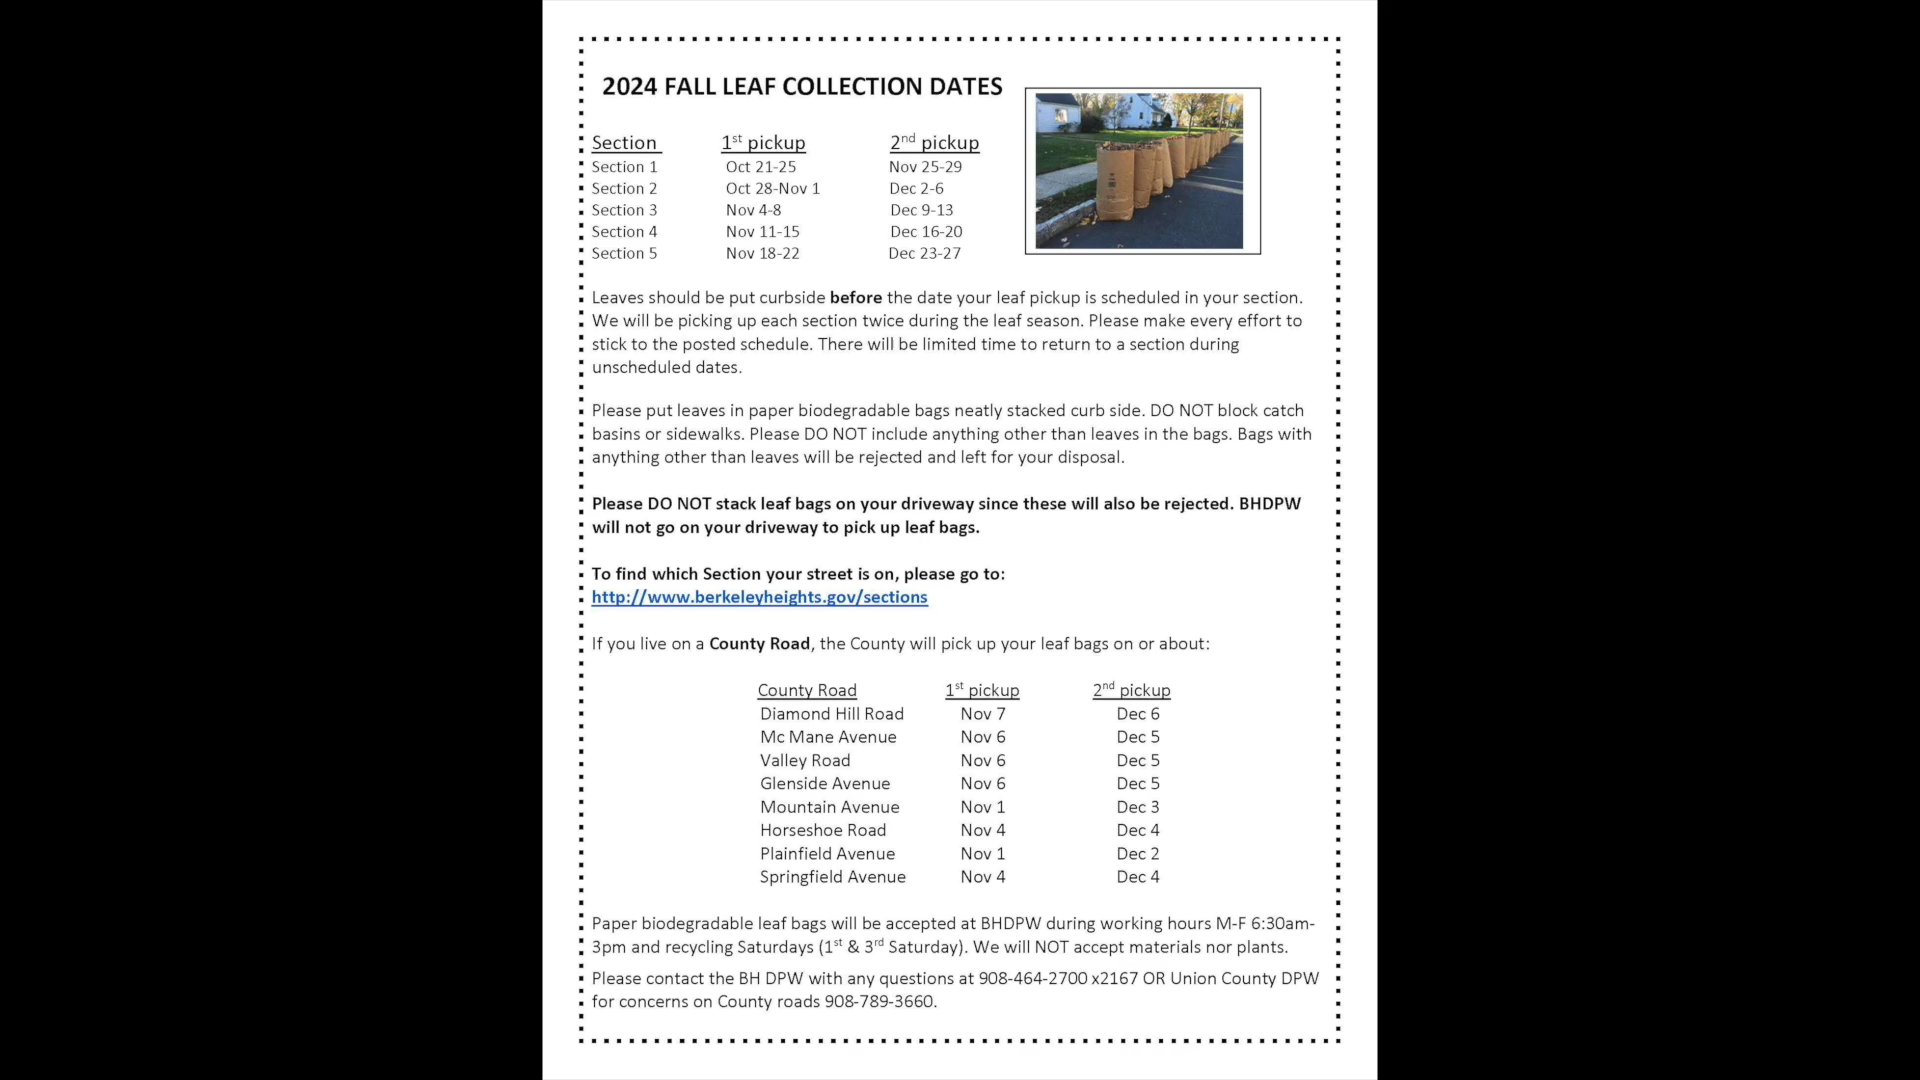 2024 FALL LEAF COLLECTION DATES
Section 1st pickup 2nd pickup
Section 1 Oct 21-25 Nov 25-29
Section 2 Oct 28-Nov 1 Dec 2-6
Section 3 Nov 4-8 Dec 9-13
Section 4 Nov 11-15 Dec 16-20
Section 5 Nov 18-22 Dec 23-27
Leaves should be put curbside before the date your leaf pickup is scheduled in your section.
We will be picking up each section twice during the leaf season. Please make every effort to
stick to the posted schedule. There will be limited time to return to a section during
unscheduled dates.
Please put leaves in paper biodegradable bags neatly stacked curb side. DO NOT block catch
basins or sidewalks. Please DO NOT include anything other than leaves in the bags. Bags with
anything other than leaves will be rejected and left for your disposal.
Please DO NOT stack leaf bags on your driveway since these will also be rejected. BHDPW
will not go on your driveway to pick up leaf bags.
To find which Section your street is on, please go to:
http://www.berkeleyheights.gov/sections
If you live on a County Road, the County will pick up your leaf bags on or about:
County Road 1st pickup 2nd pickup
Diamond Hill Road Nov 7 Dec 6
Mc Mane Avenue Nov 6 Dec 5
Valley Road Nov 6 Dec 5
Glenside Avenue Nov 6 Dec 5
Mountain Avenue Nov 1 Dec 3
Horseshoe Road Nov 4 Dec 4
Plainfield Avenue Nov 1 Dec 2
Springfield Avenue Nov 4 Dec 4
Paper biodegradable leaf bags will be accepted at BHDPW during working hours M-F 6:30am-
3pm and recycling Saturdays (1st & 3rd Saturday). We will NOT accept materials nor plants.
Please contact the BH DPW with any questions at 908-464-2700 x2167 OR Union County DPW
for concerns on County roads 908-789-3660.